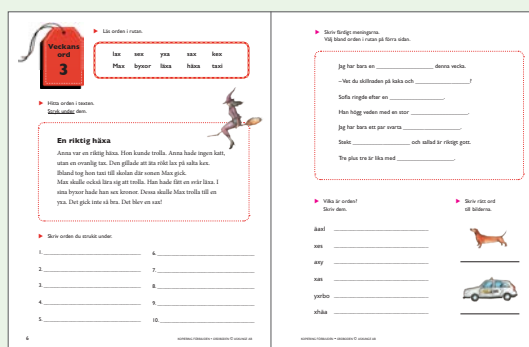 Veckans
ord
3
Läs orden i rutan.
lax sex yxa sax kex
Max byxor läxa häxa taxi
Hitta orden i texten.
Stryk under dem.
En riktig häxa
Anna var en riktig häxa. Hon kunde trolla. Anna hade ingen katt,
utan en ovanlig tax. Den gillade att äta rökt lax på salta kex.
Ibland tog hon taxi till skolan där sonen Max gick.
Max skulle också lära sig att trolla. Han hade fått en svår läxa. I
sina byxor hade han sex kronor. Dessa skulle Max trolla till en
yxa. Det gick inte så bra. Det blev en sax!
Skriv orden du strukit under.
1.
2.
3.
4.
5.
6.
7.
8.
9.
10.
6
Skriv färdigt meningarna.
Välj bland orden i rutan på förra sidan.
Jag har bara en denna vecka.
–Vet du skillnaden på kaka och ?
Sofia ringde efter en .
Han högg veden med en stor .
Jag har bara ett par svarta .
Stekt och sallad är riktigt gott.
Tre plus tre är lika med .
Vilka är orden?
Skriv dem.
äaxl
xes
axy
xas
yxrbo
xhäa
Skriv rätt ord
till bilderna.